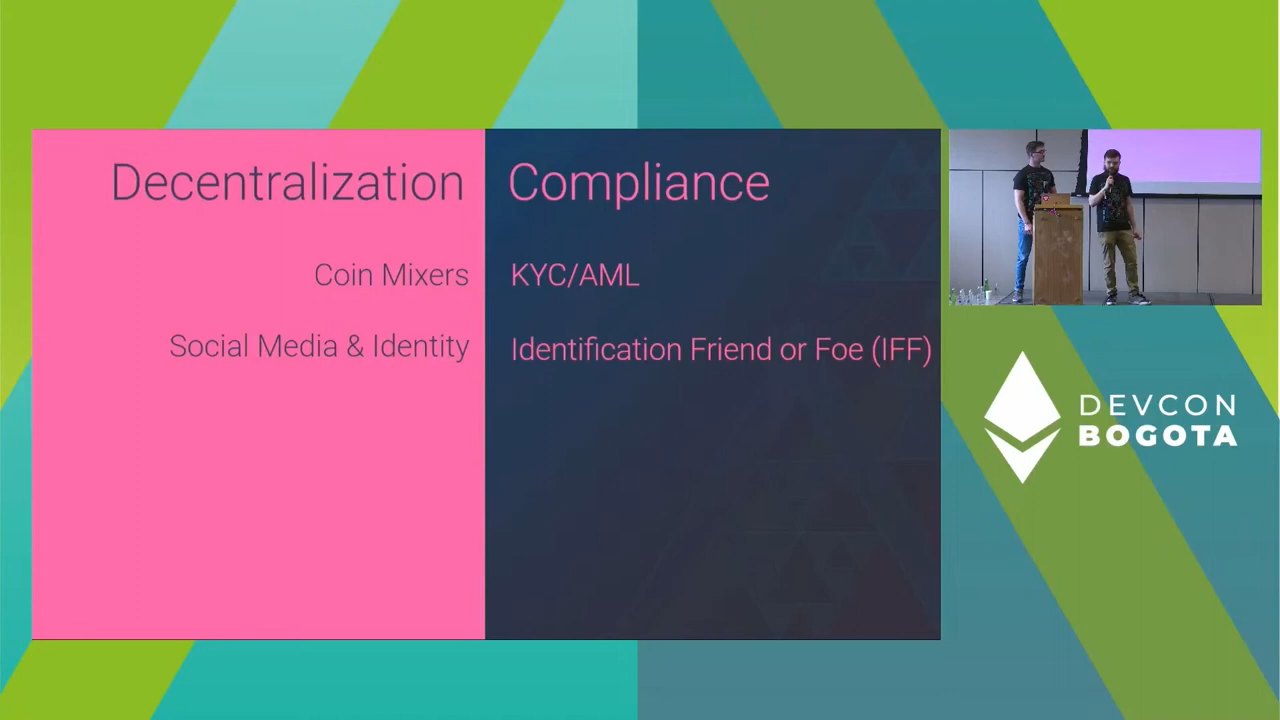 Decentralization
Coin Mixers
Social Media & Identity
Compliance
KYC/AML
Identification Friend or Foe (IFF)
DEVCON
BOGOTA